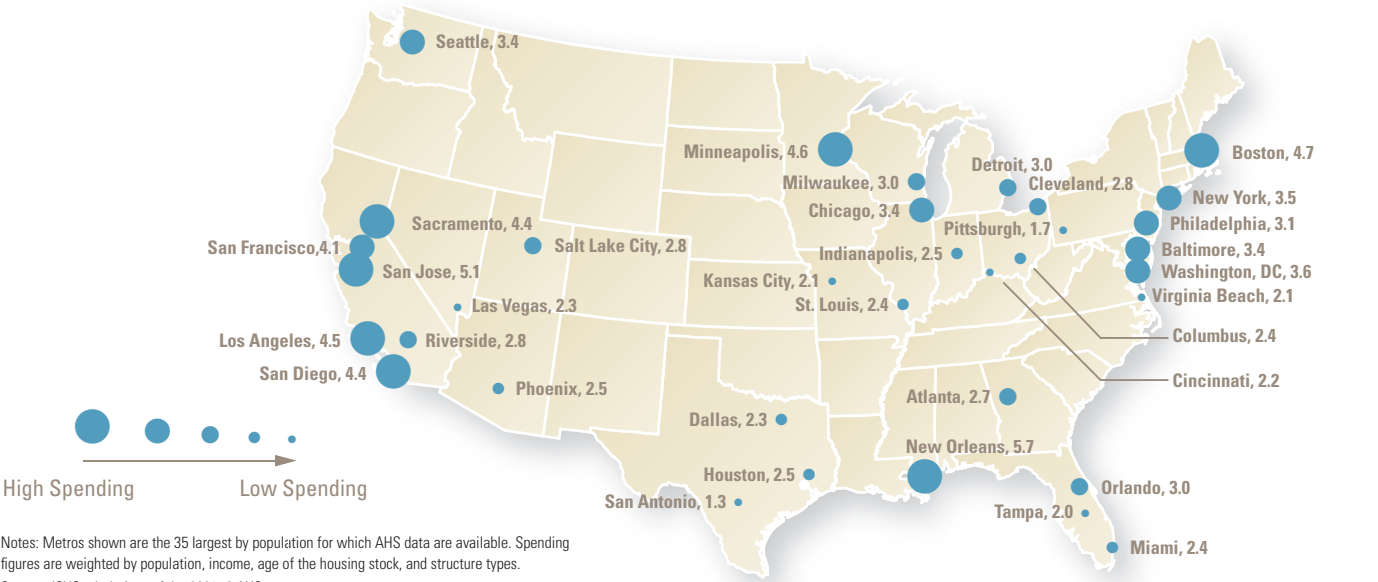 Seattle, 3.4
Minneapolis, 4.6
Boston, 4.7
Detroit, 3.0
Milwaukee, 3.0
Cleveland, 2.8
New York, 3.5
Chicago, 3.4
Sacramento, 4.4
Pittsburgh, 1.7
Philadelphia, 3.1
San Francisco,4.1
Salt Lake City, 2.8
Indianapolis, 2.5
Baltimore, 3.4
San Jose, 5.1
Kansas City, 2.1
Washington, DC, 3.6
Las Vegas, 2.3
St. Louis, 2.4
Virginia Beach, 2.1
Columbus, 2.4
Los Angeles, 4.5
Riverside, 2.8
San Diego, 4.4
Cincinnati, 2.2
Phoenix, 2.5
Atlanta, 2.7
Dallas, 2.3
New Orleans, 5.7
Houston, 2.5
San Antonio, 1.3
Orlando, 3.0
Tampa, 2.0
Miami, 2.4
High Spending
Low Spending
Notes: Metros shown are the 35 largest by population for which AHS data are available. Spending
figures are weighted by population, income, age of the housing stock, and structure types.